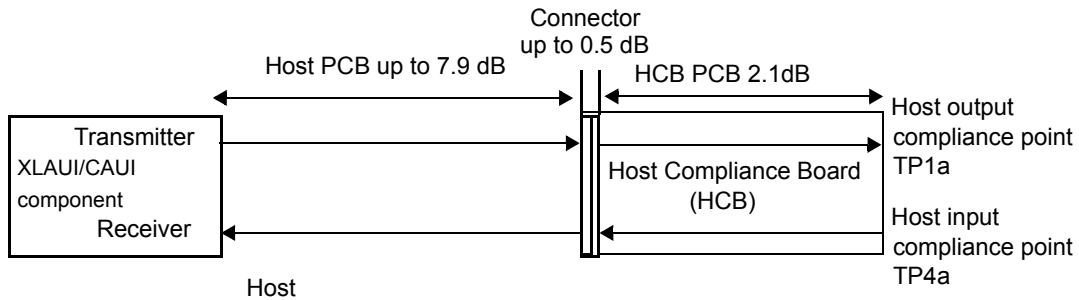 Connector
up to 0.5 dB
Host PCB up to 7.9 dB
HCB PCB 2.1dB
Host output
compliance point
TP1a
Transmitter
XLAUI/CAUI
component
Receiver
Host Compliance Board
(HCB)
Host input
compliance point
TP4a
Host